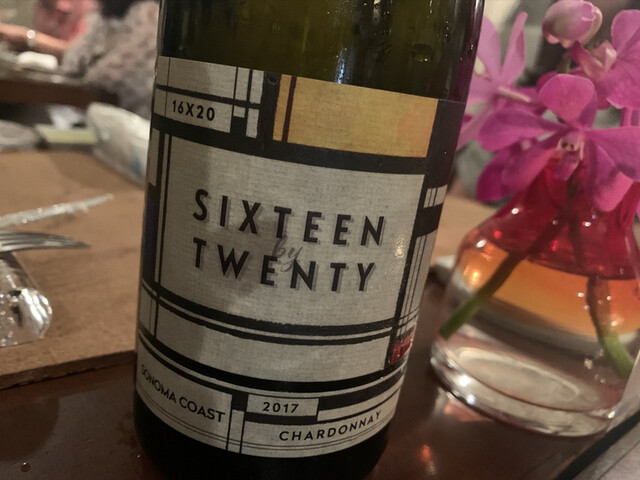 16X20
SIXTEEN
by
TWENTY
SONOMA COAST
2017
CHARDONNAY